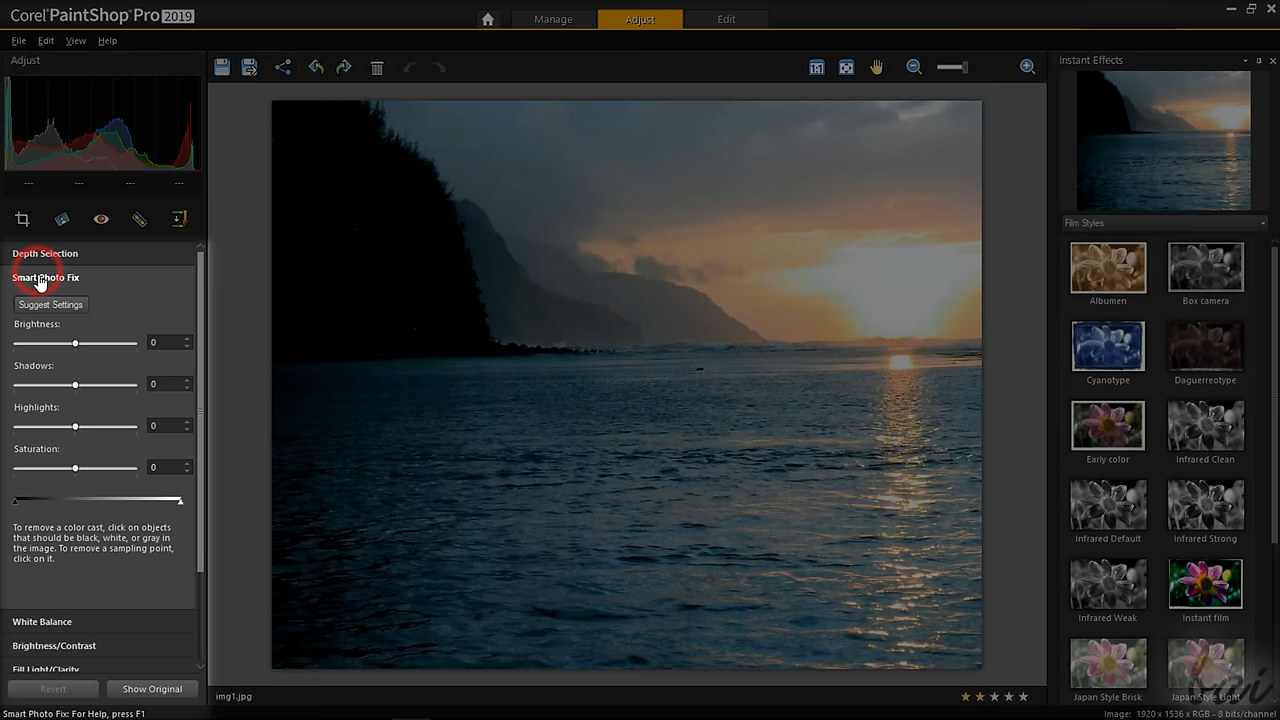 Corel® PaintShop® Pro 2019
Manage
Adjust
Edit
File Edit View Help
Adjust
Instant Effects
--- --- --- ---
Film Styles
Depth Selection
Smart Photo Fix
Suggest Settings
Brightness:
0
Shadows:
0
Highlights:
0
Saturation:
0
To remove a color cast, click on objects
that should be black, white, or gray in
the image. To remove a sampling point,
click on it.
White Balance
Brightness/Contrast
Fill Light/Clarity
Revert
Show Original
Smart Photo Fix: For Help, press F1
img1.jpg
Albumen
Box camera
Cyanotype
Daguerreotype
Early color
Infrared Clean
Infrared Default
Infrared Strong
Infrared Weak
Instant film
Japan Style Brisk
Japan Style Light
Image: 1920 x 1536 x RGB - 8 bits/channel